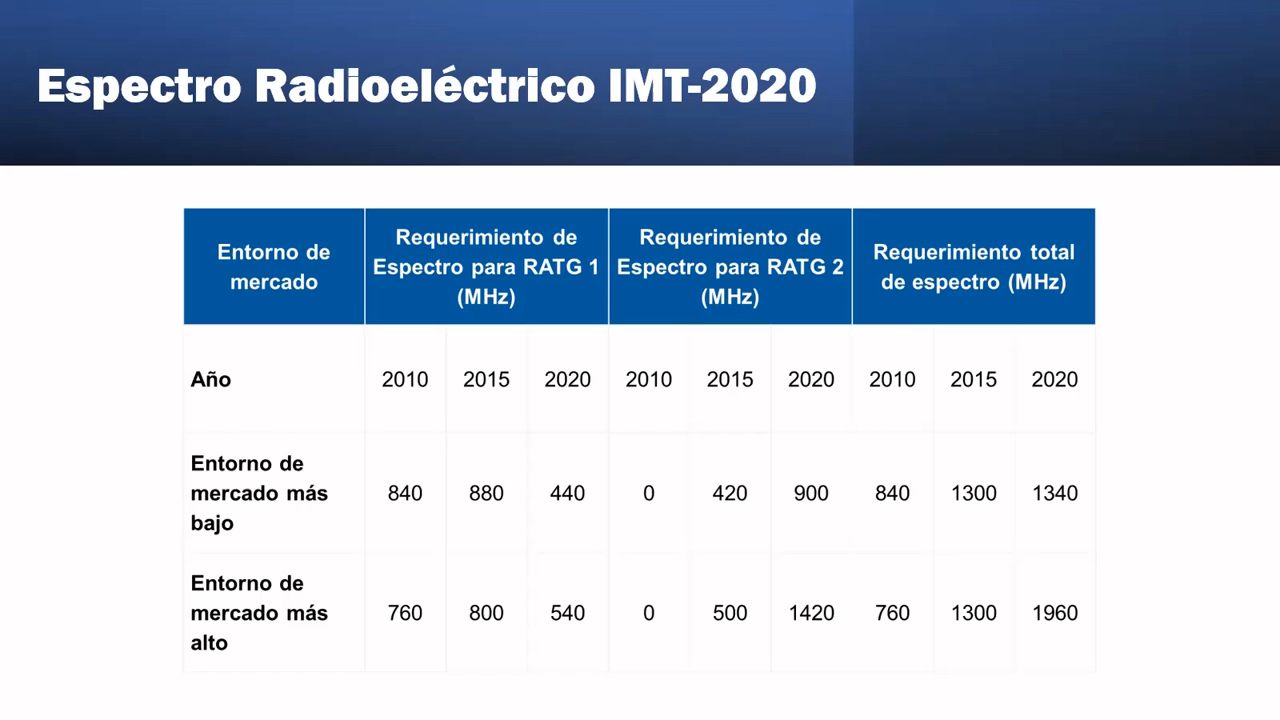 Espectro Radioeléctrico IMT-2020
Entorno de
mercado
Requerimiento de
Espectro para RATG 1
(MHz)
Requerimiento de
Espectro para RATG 2
(MHz)
Requerimiento total
de espectro (MHz)
Año 2010 2015 2020 2010 2015 2020 2010 2015 2020
Entorno de
mercado más
bajo
840 880 440 0 420 900 840 1300 1340
Entorno de
mercado más
alto
760 800 540 0 500 1420 760 1300 1960